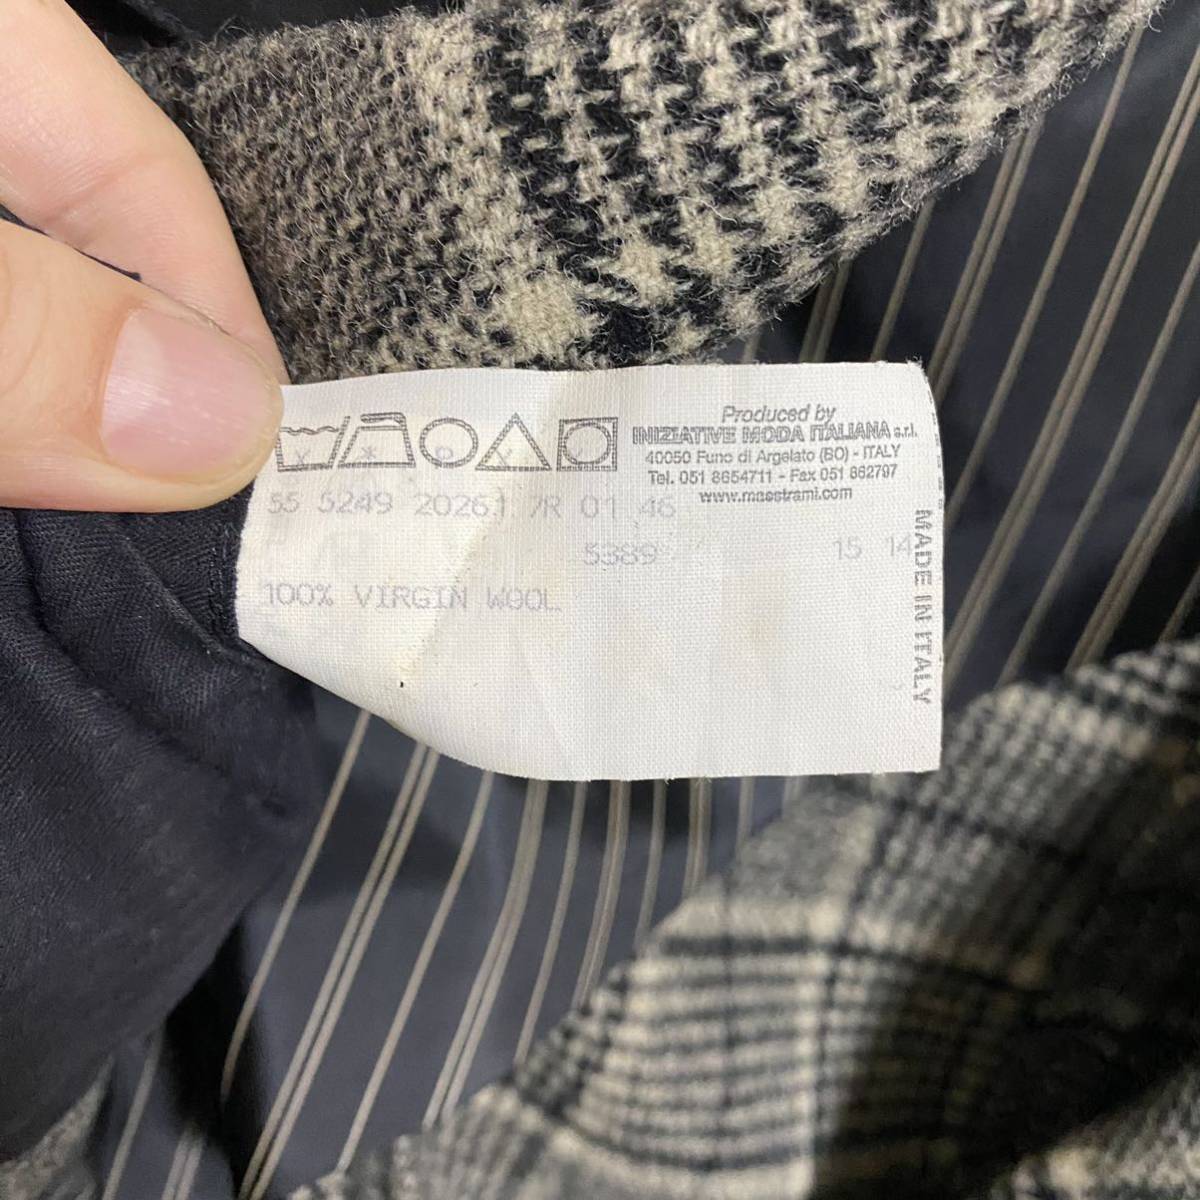 Produced by
INIZIATIVE MODA ITALIANA s.r.l.
40050 Funo di Argelato (BO) - ITALY
Tel. 051 8654711 - Fax 051 862797
www.maestrami.com
55 5249 20261 7R 01 46
5389 15 14
100% VIRGIN WOOL
MADE IN ITALY